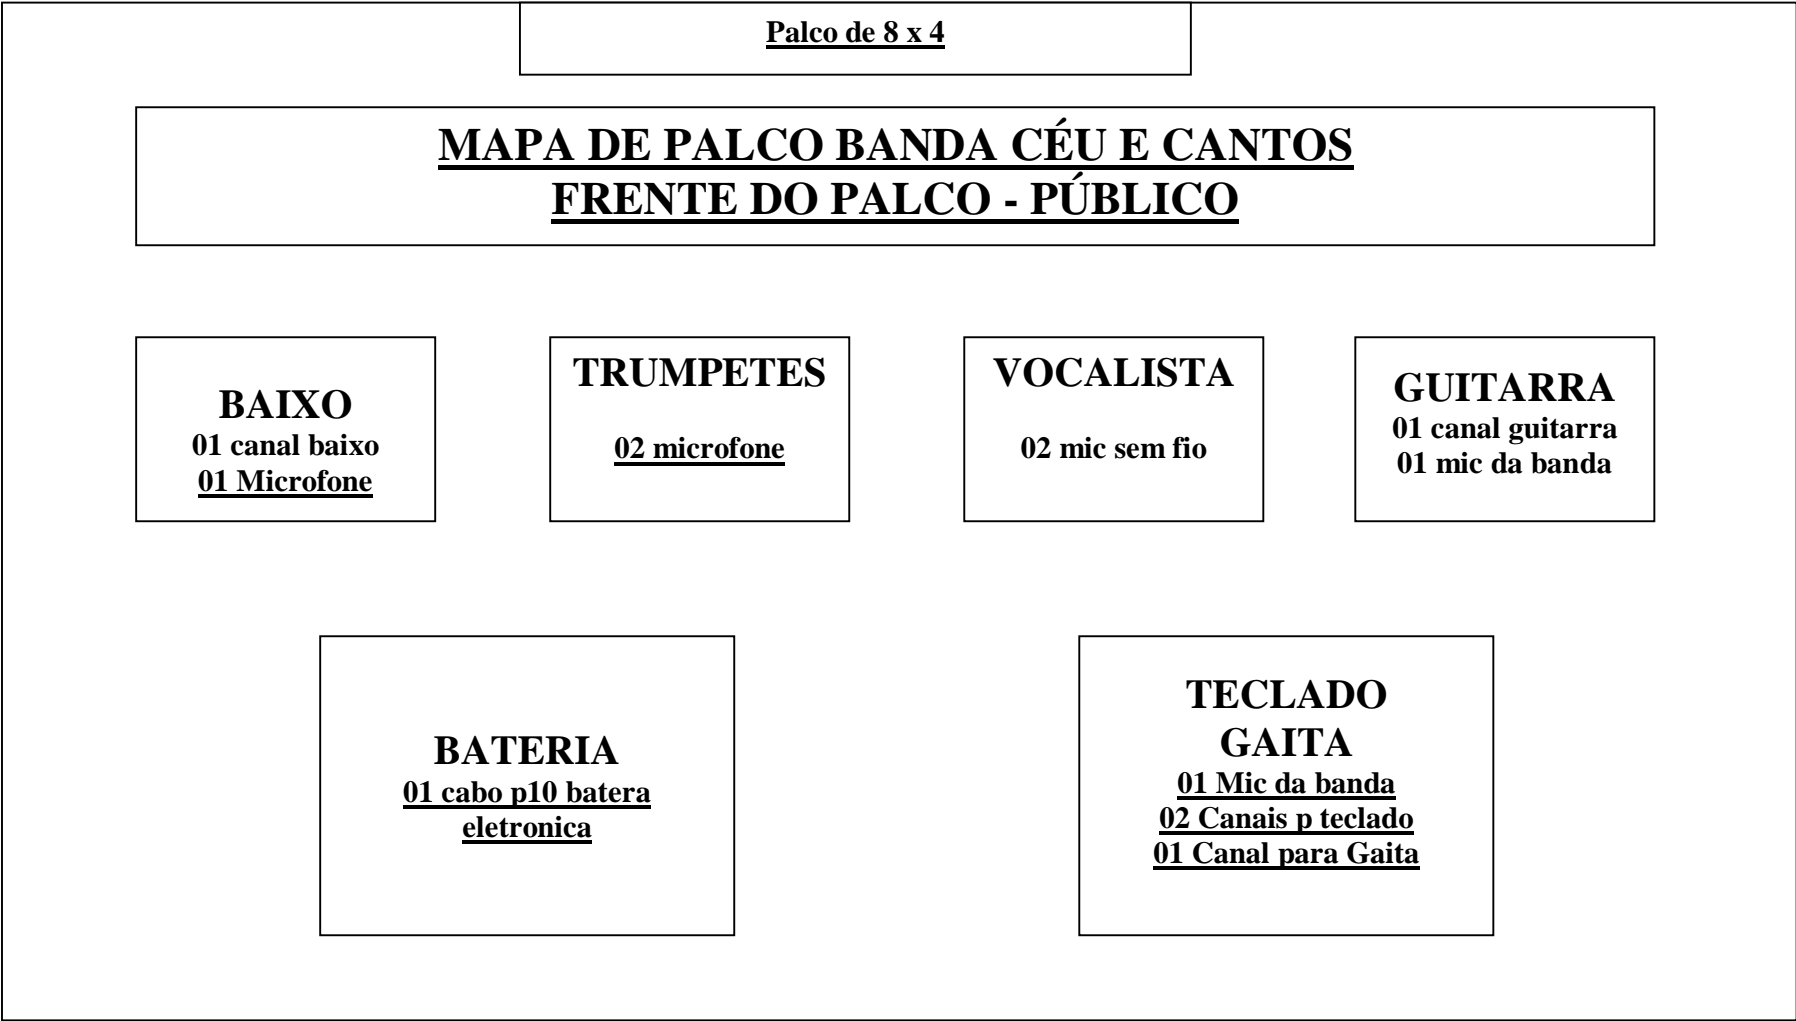 Palco de 8 x 4
MAPA DE PALCO BANDA CÉU E CANTOS
FRENTE DO PALCO - PÚBLICO
BAIXO
01 canal baixo
01 Microfone
TRUMPETES
02 microfone
VOCALISTA
02 mic sem fio
GUITARRA
01 canal guitarra
01 mic da banda
BATERIA
01 cabo p10 batera
eletronica
TECLADO
GAITA
01 Mic da banda
02 Canais p teclado
01 Canal para Gaita